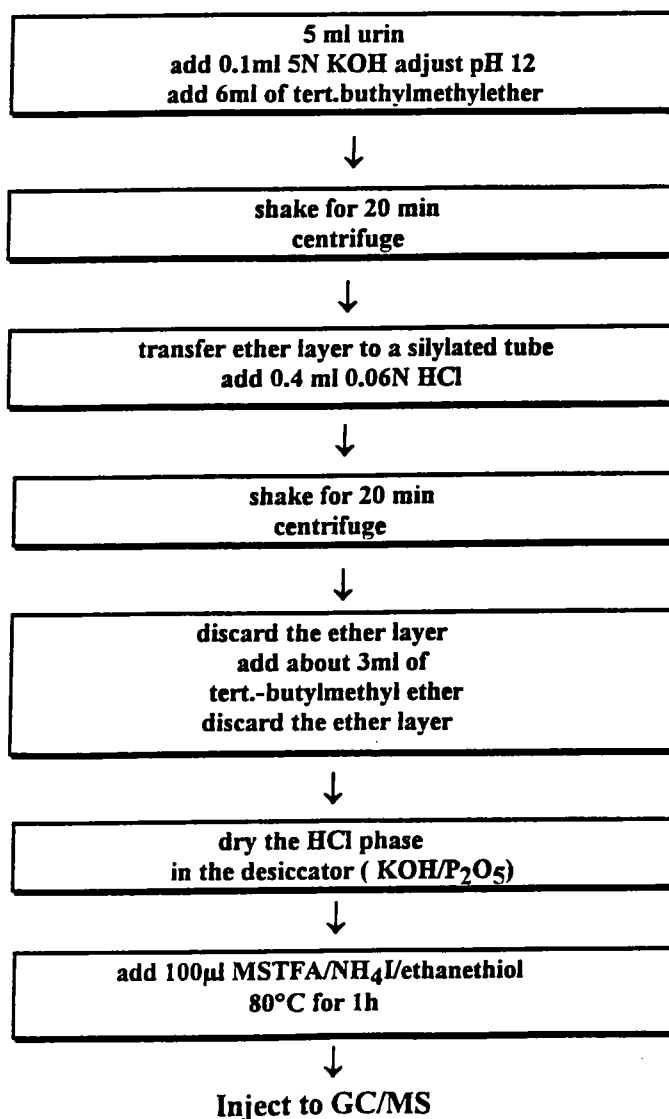 5 ml urin
add 0.1ml 5N KOH adjust pH 12
add 6ml of tert.buthylmethylether
↓
shake for 20 min
centrifuge
↓
transfer ether layer to a silylated tube
add 0.4 ml 0.06N HCl
↓
shake for 20 min
centrifuge
↓
discard the ether layer
add about 3ml of
tert.-butylmethyl ether
discard the ether layer
↓
dry the HCl phase
in the desiccator ( KOH/P₂O₅)
↓
add 100µl MSTFA/NH₄I/ethanethiol
80°C for 1h
↓
Inject to GC/MS